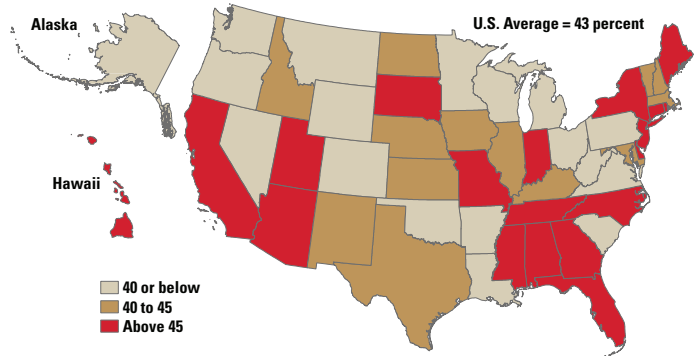 Alaska
U.S. Average = 43 percent
Hawaii
40 or below
40 to 45
Above 45